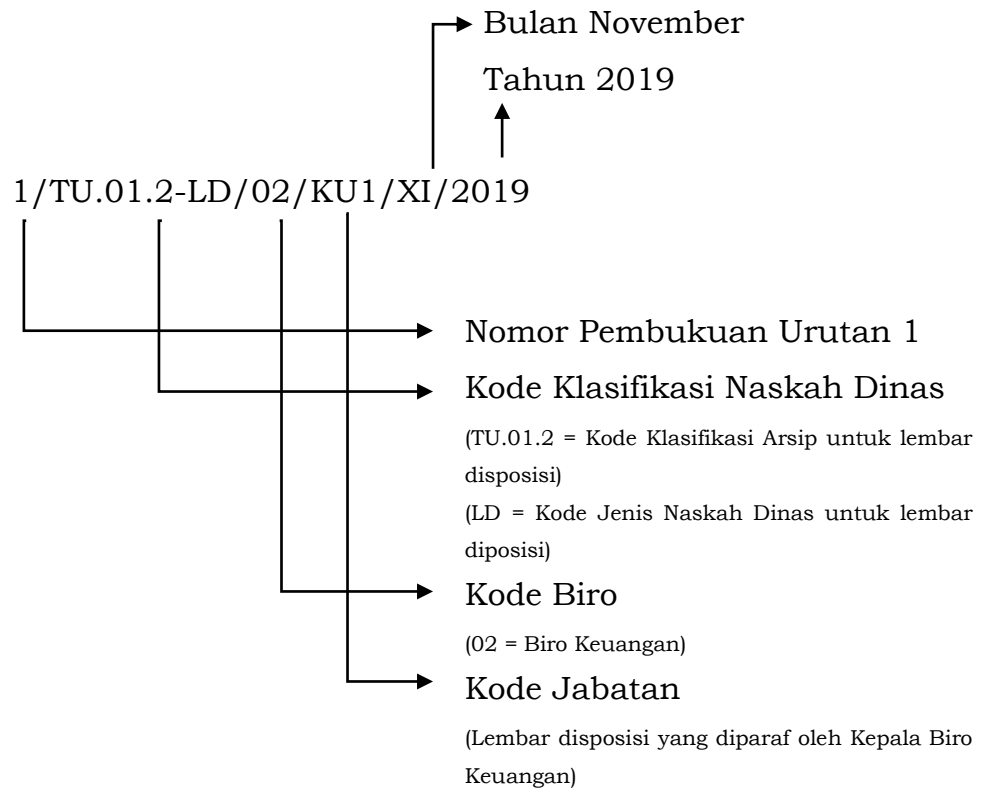 Bulan November
Tahun 2019
1/TU.01.2-LD/02/KU1/XI/2019
Nomor Pembukuan Urutan 1
Kode Klasifikasi Naskah Dinas
(TU.01.2 = Kode Klasifikasi Arsip untuk lembar
disposisi)
(LD = Kode Jenis Naskah Dinas untuk lembar
diposisi)
Kode Biro
(02 = Biro Keuangan)
Kode Jabatan
(Lembar disposisi yang diparaf oleh Kepala Biro
Keuangan)